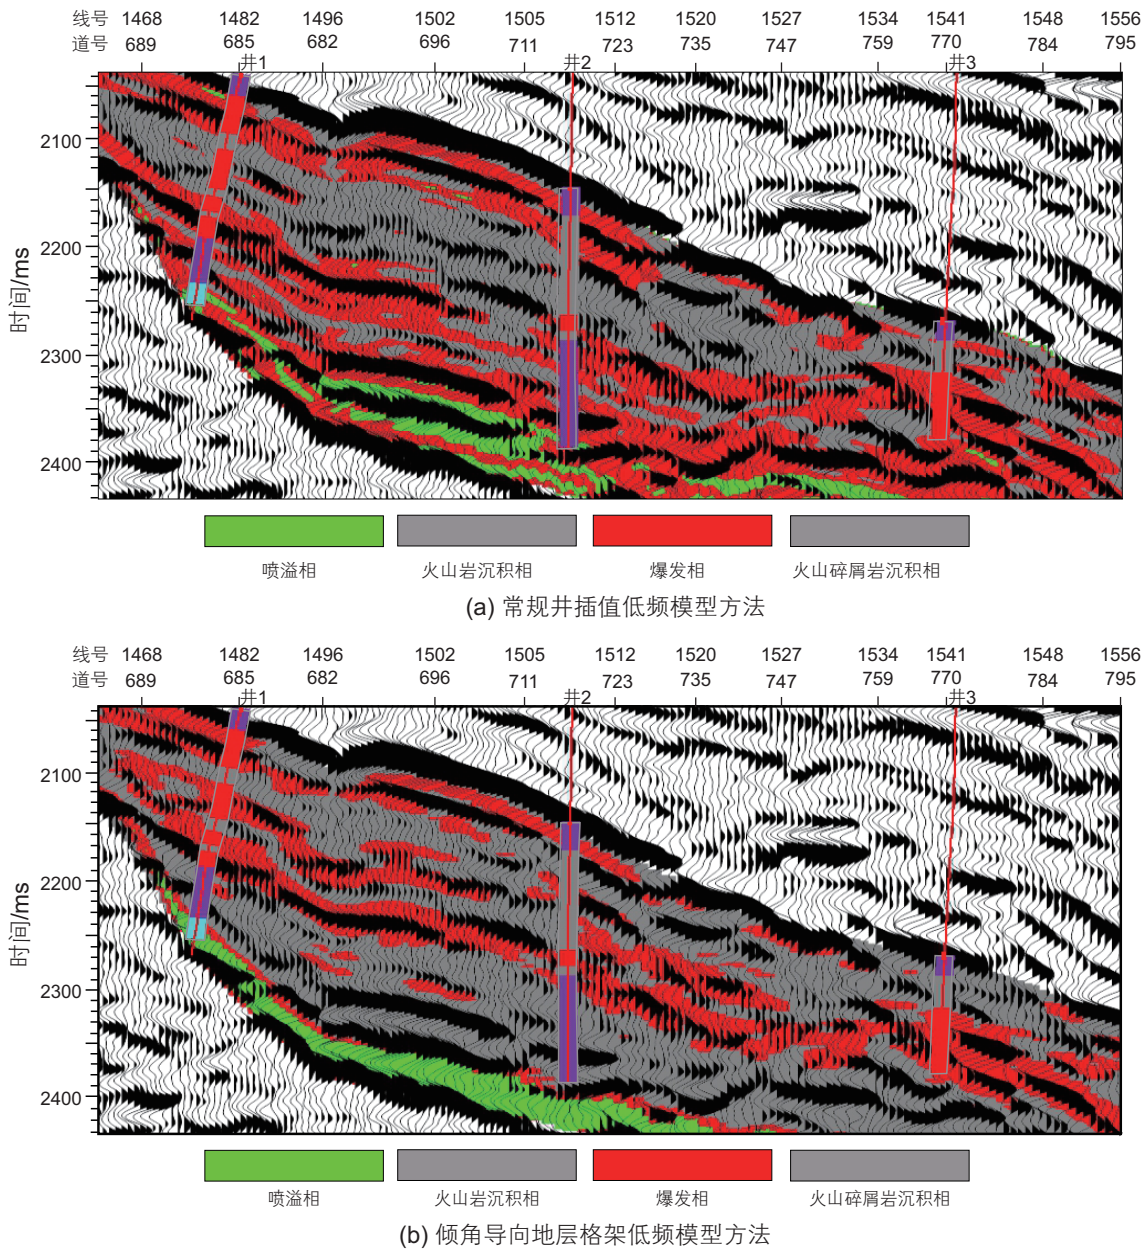 线号 1468 1482 1496 1502 1505 1512 1520 1527 1534 1541 1548 1556
道号 689 685 682 696 711 723 735 747 759 770 784 795
井1 井2 井3
时间/ms
2100
2200
2300
2400
喷溢相 火山岩沉积相 爆发相 火山碎屑岩沉积相
(a) 常规井插值低频模型方法
线号 1468 1482 1496 1502 1505 1512 1520 1527 1534 1541 1548 1556
道号 689 685 682 696 711 723 735 747 759 770 784 795
井1 井2 井3
时间/ms
2100
2200
2300
2400
喷溢相 火山岩沉积相 爆发相 火山碎屑岩沉积相
(b) 倾角导向地层格架低频模型方法